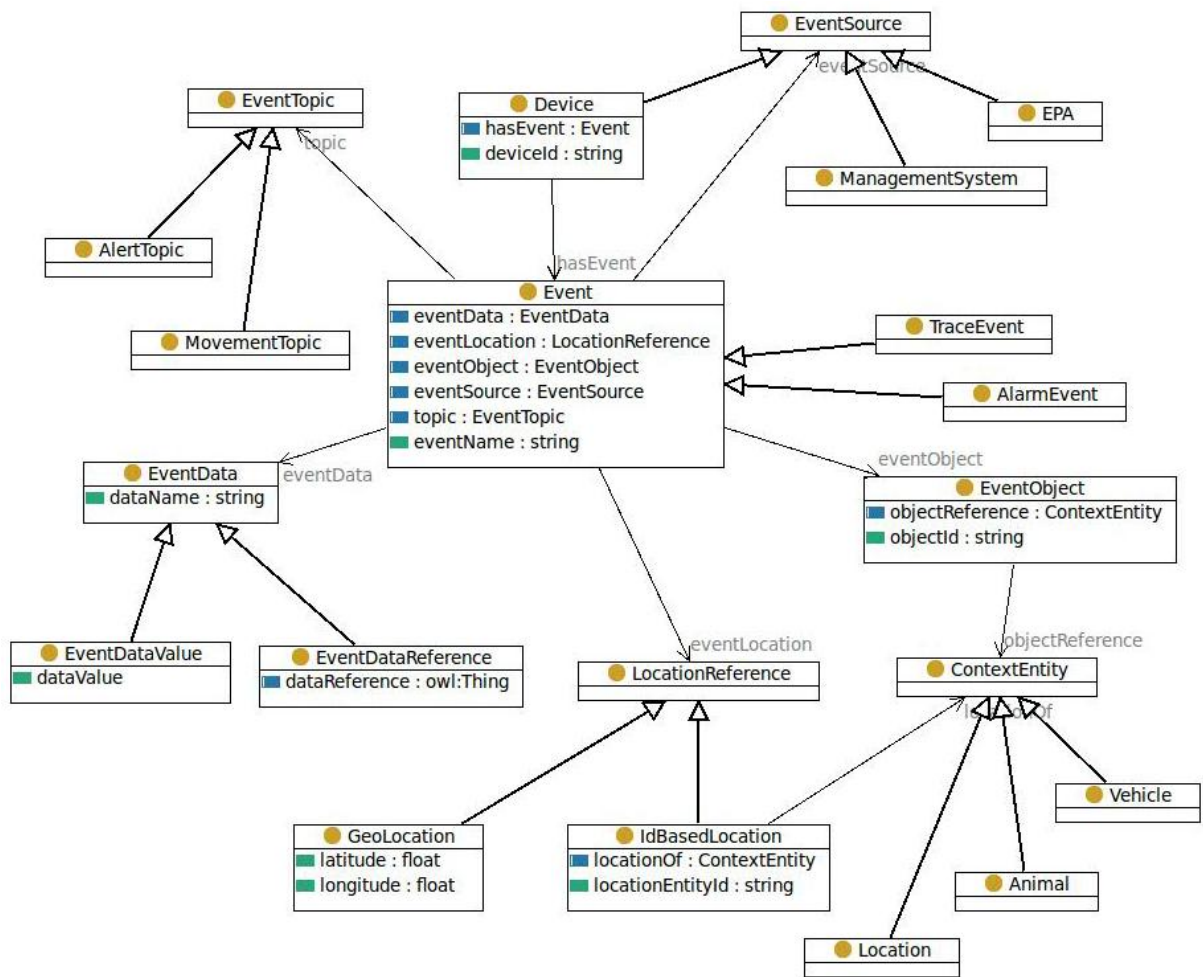 EventSource
eventSource
EventTopic
topic
Device
hasEvent : Event
deviceId : string
EPA
ManagementSystem
AlertTopic
hasEvent
MovementTopic
Event
eventData : EventData
eventLocation : LocationReference
eventObject : EventObject
eventSource : EventSource
topic : EventTopic
eventName : string
TraceEvent
AlarmEvent
EventData
dataName : string
eventData
eventObject
EventObject
objectReference : ContextEntity
objectId : string
EventDataValue
dataValue
EventDataReference
dataReference : owl:Thing
eventLocation
LocationReference
objectReference
ContextEntity
locationOf
Vehicle
GeoLocation
latitude : float
longitude : float
IdBasedLocation
locationOf : ContextEntity
locationEntityId : string
Animal
Location